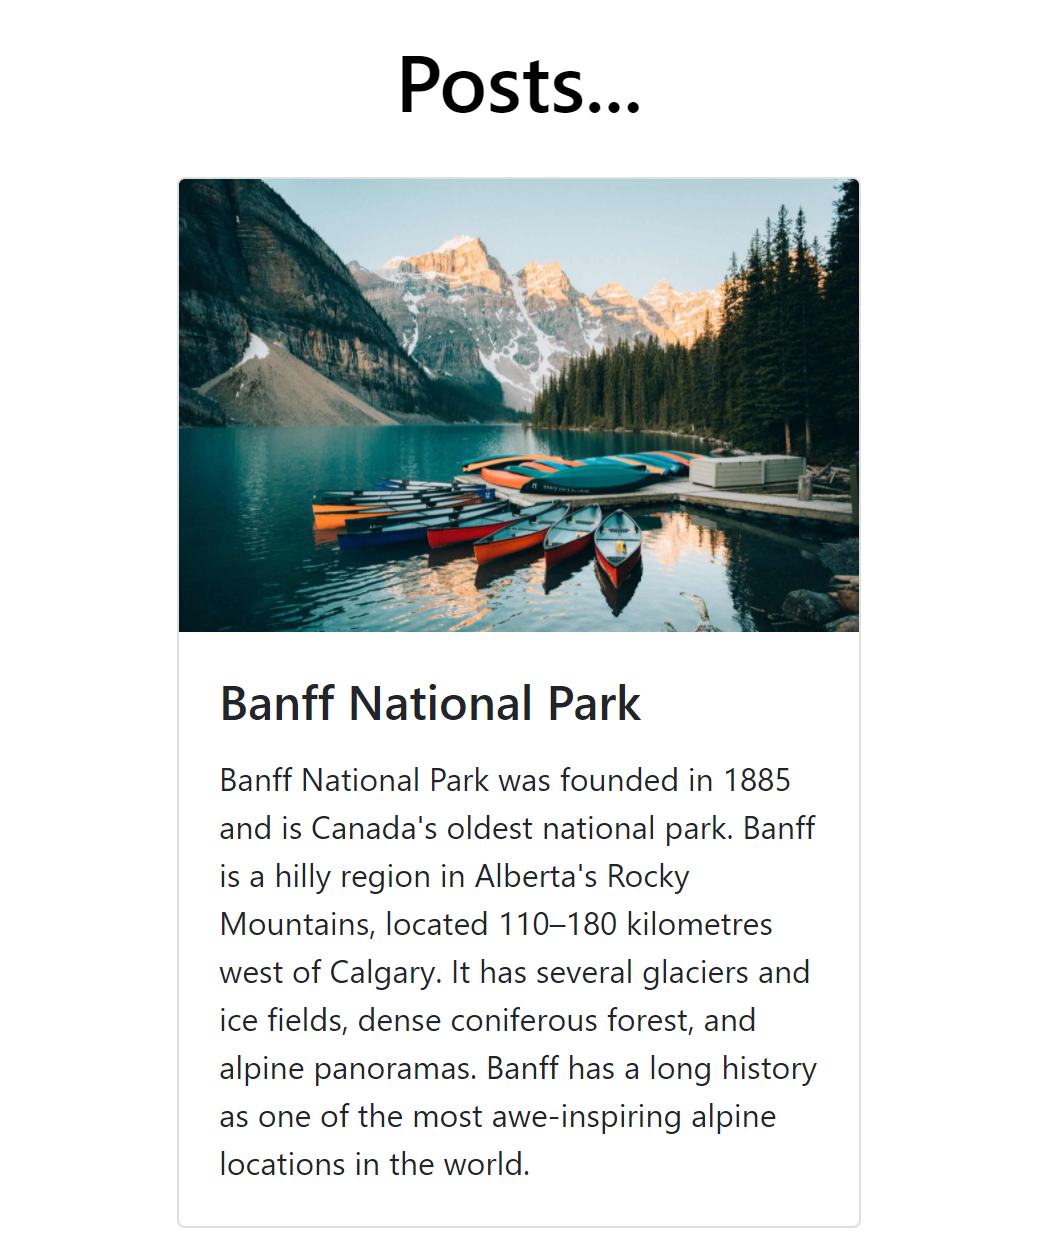 Posts...
Banff National Park
Banff National Park was founded in 1885
and is Canada's oldest national park. Banff
is a hilly region in Alberta's Rocky
Mountains, located 110–180 kilometres
west of Calgary. It has several glaciers and
ice fields, dense coniferous forest, and
alpine panoramas. Banff has a long history
as one of the most awe-inspiring alpine
locations in the world.